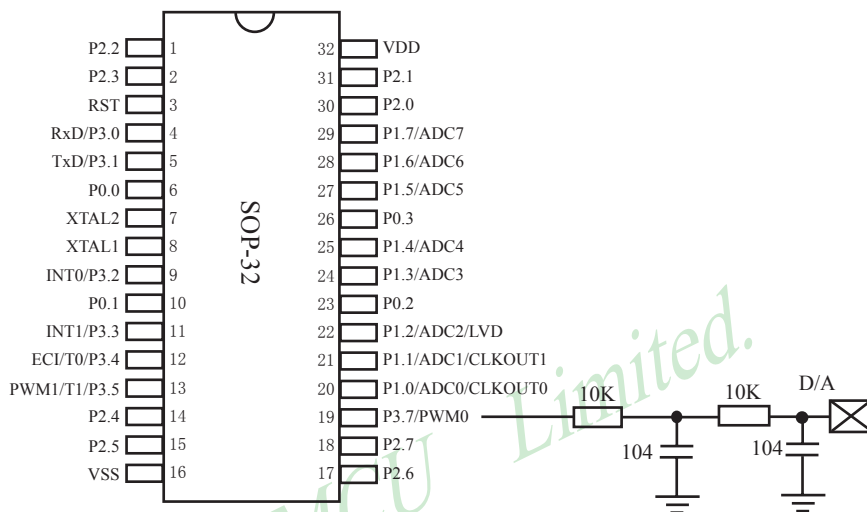 P2.2 1
P2.3 2
RST 3
RxD/P3.0 4
TxD/P3.1 5
P0.0 6
XTAL2 7
XTAL1 8
INT0/P3.2 9
P0.1 10
INT1/P3.3 11
ECI/T0/P3.4 12
PWM1/T1/P3.5 13
P2.4 14
P2.5 15
VSS 16
SOP-32
32 VDD
31 P2.1
30 P2.0
29 P1.7/ADC7
28 P1.6/ADC6
27 P1.5/ADC5
26 P0.3
25 P1.4/ADC4
24 P1.3/ADC3
23 P0.2
22 P1.2/ADC2/LVD
21 P1.1/ADC1/CLKOUT1
20 P1.0/ADC0/CLKOUT0
19 P3.7/PWM0
18 P2.7
17 P2.6
10K
10K
D/A
104
104
MCU Limited.